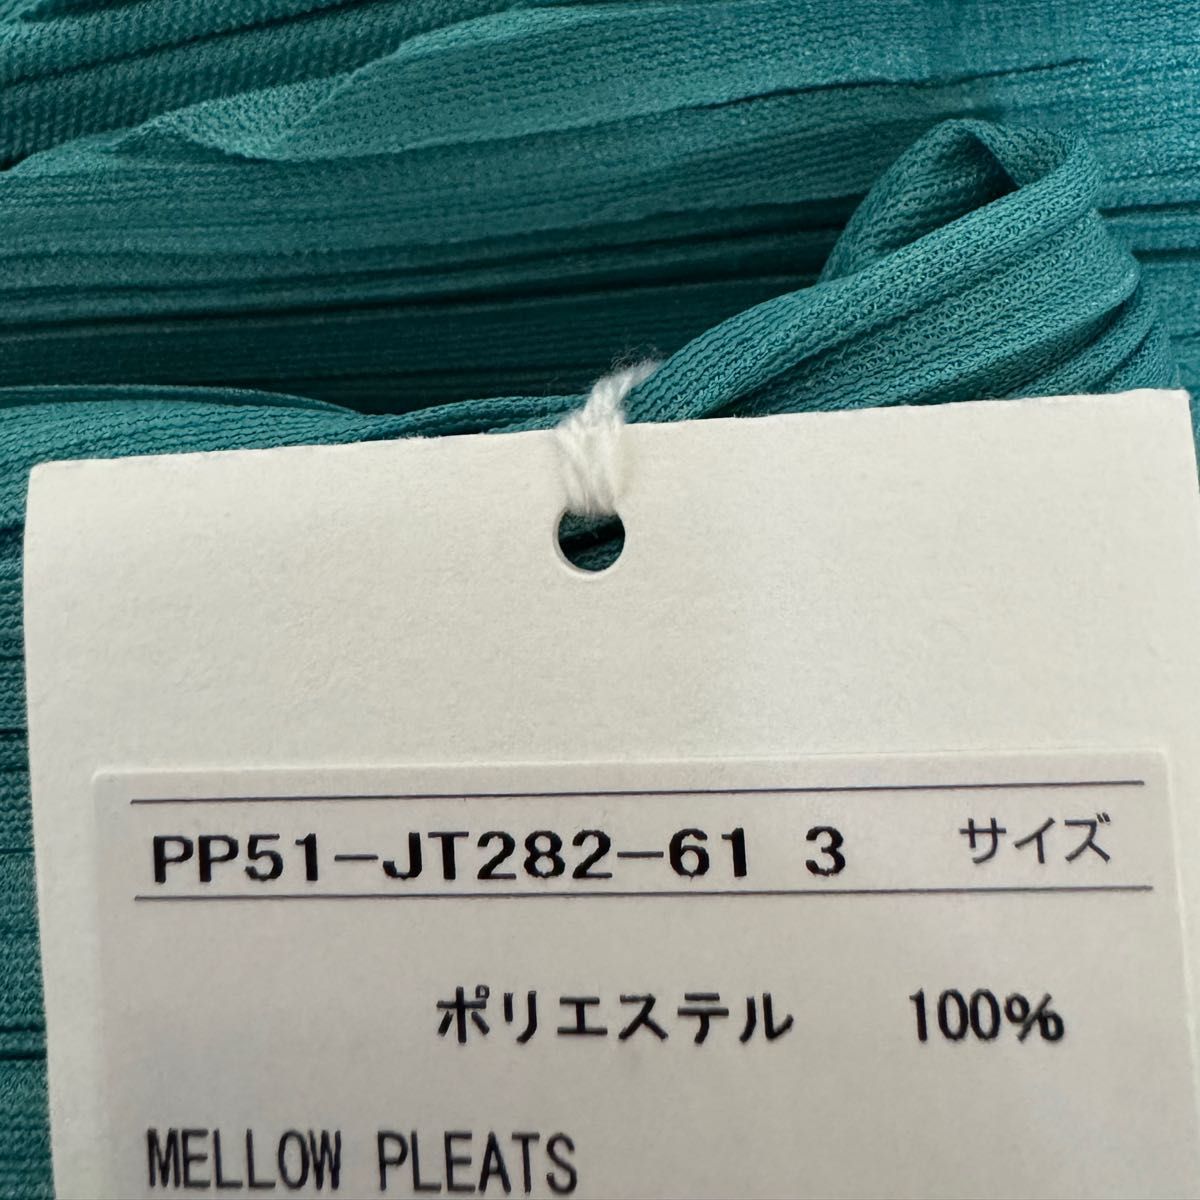 PP51-JT282-61 3 サイズ
ポリエステル 100%
MELLOW PLEATS